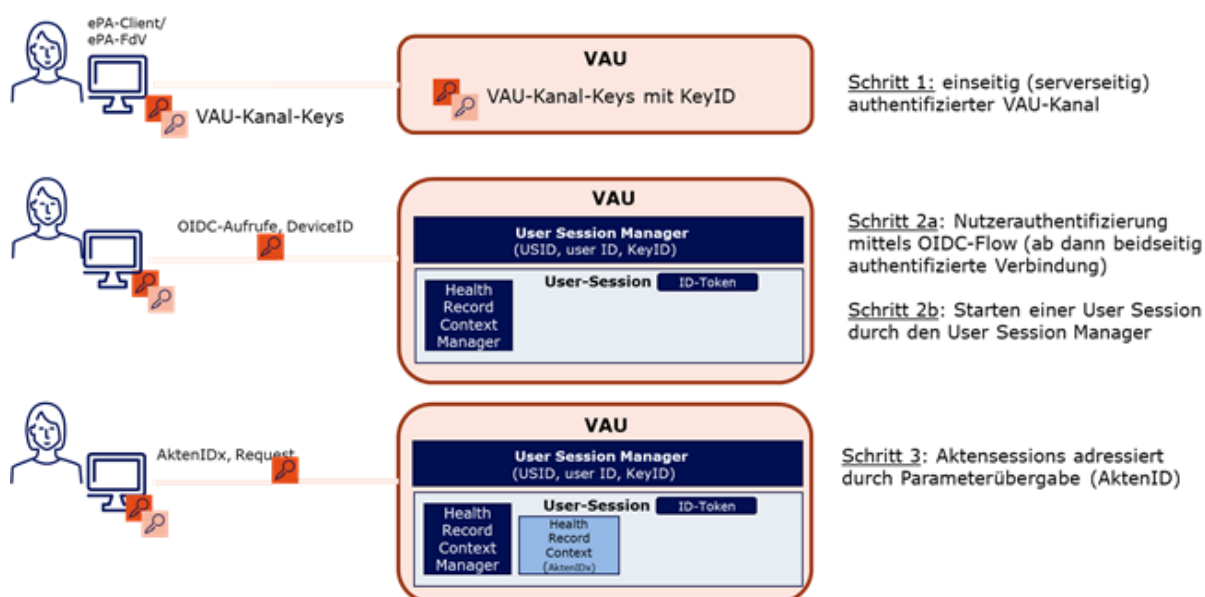 ePA-Client/
ePA-FdV
VAU-Kanal-Keys
VAU
VAU-Kanal-Keys mit KeyID
Schritt 1: einseitig (serverseitig)
authentifizierter VAU-Kanal
OIDC-Aufrufe, DeviceID
VAU
User Session Manager
(USID, user ID, KeyID)
User-Session
ID-Token
Health
Record
Context
Manager
Schritt 2a: Nutzerauthentifizierung
mittels OIDC-Flow (ab dann beidseitig
authentifizierte Verbindung)
Schritt 2b: Starten einer User Session
durch den User Session Manager
AktenIDx, Request
VAU
User Session Manager
(USID, user ID, KeyID)
User-Session
ID-Token
Health
Record
Context
Manager
Health
Record
Context
(AktenIDx)
Schritt 3: Aktensessions adressiert
durch Parameterübergabe (AktenID)